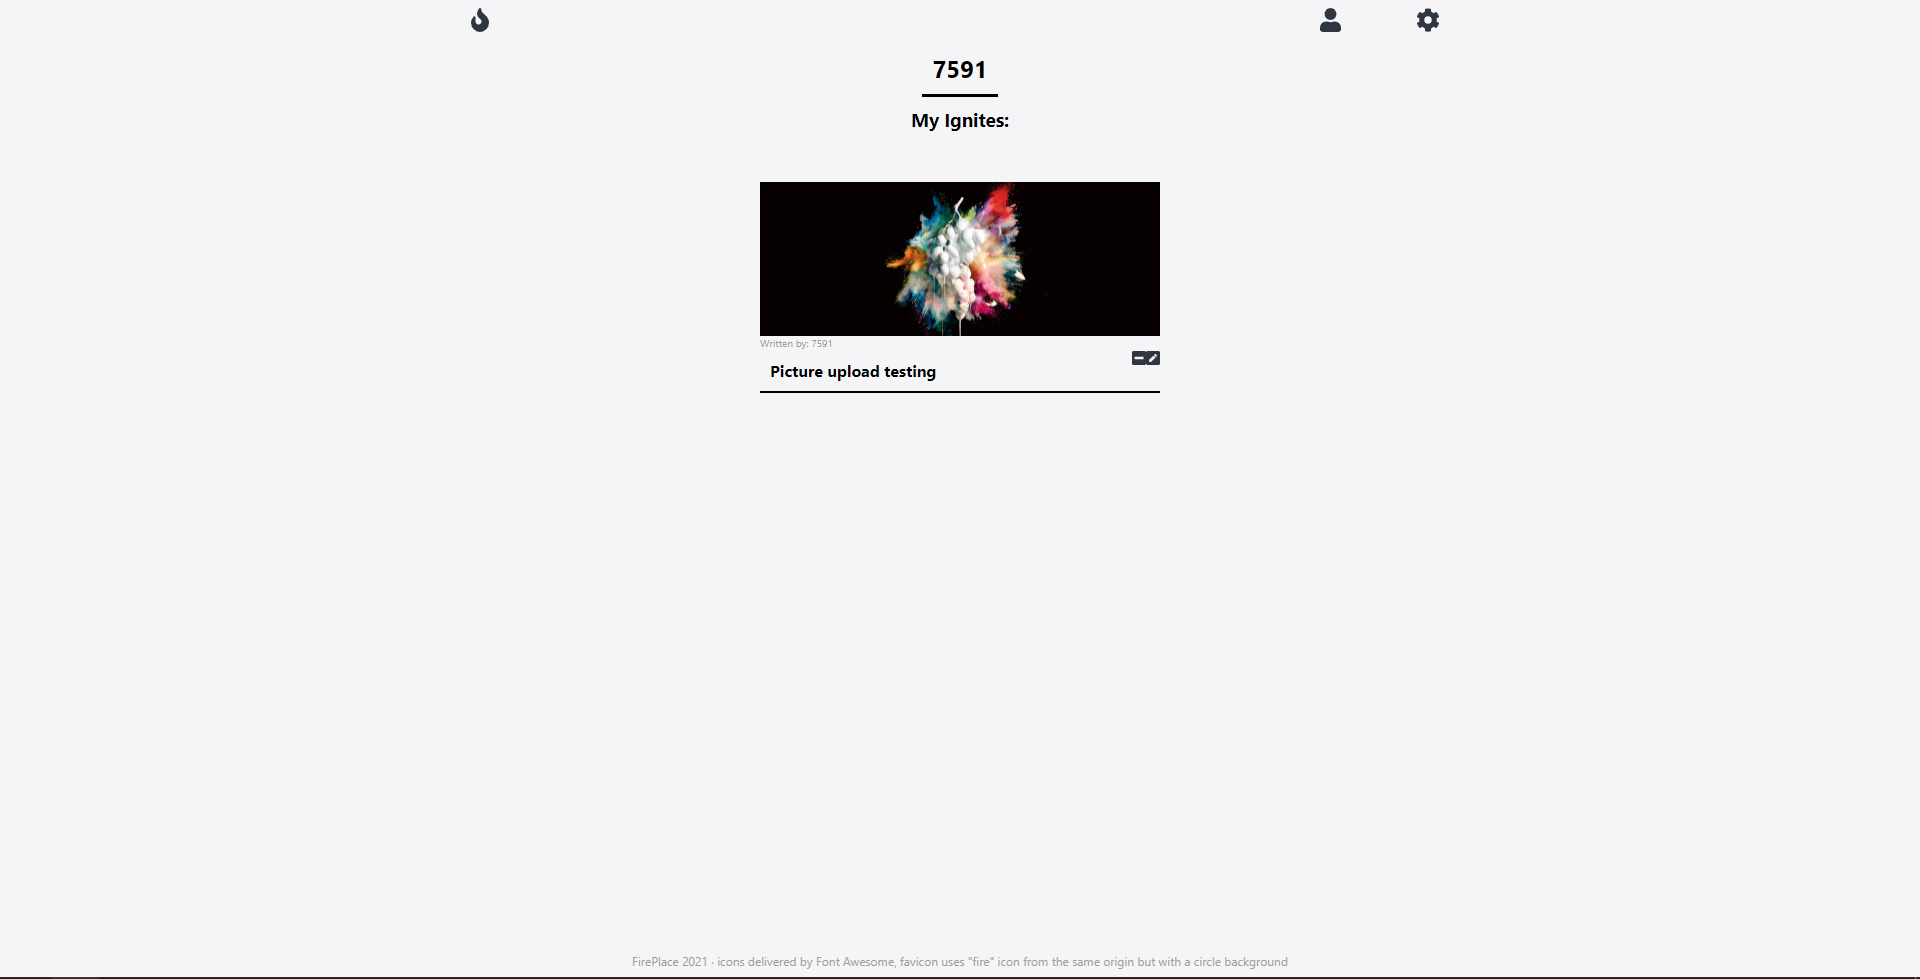 7591
My Ignites:
Written by: 7591
Picture upload testing
FirePlace 2021 · icons delivered by Font Awesome, favicon uses "fire" icon from the same origin but with a circle background